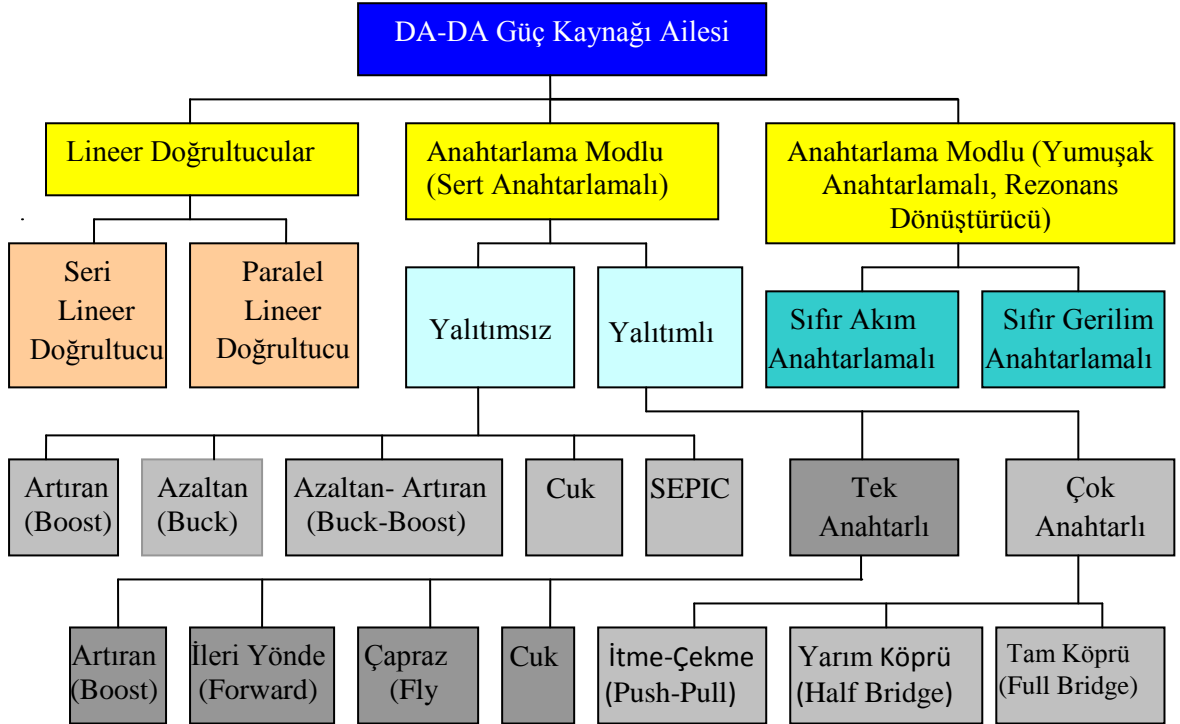 DA-DA Güç Kaynağı Ailesi
Lineer Doğrultucular
Anahtarlama Modlu
(Sert Anahtarlamalı)
Anahtarlama Modlu (Yumuşak
Anahtarlamalı, Rezonans
Dönüştürücü)
Seri
Lineer
Doğrultucu
Paralel
Lineer
Doğrultucu
Yalıtımsız
Yalıtımlı
Sıfır Akım
Anahtarlamalı
Sıfır Gerilim
Anahtarlamalı
Artıran
(Boost)
Azaltan
(Buck)
Azaltan- Artıran
(Buck-Boost)
Cuk
SEPIC
Tek
Anahtarlı
Çok
Anahtarlı
Artıran
(Boost)
İleri Yönde
(Forward)
Çapraz
(Fly
Cuk
İtme-Çekme
(Push-Pull)
Yarım Köprü
(Half Bridge)
Tam Köprü
(Full Bridge)